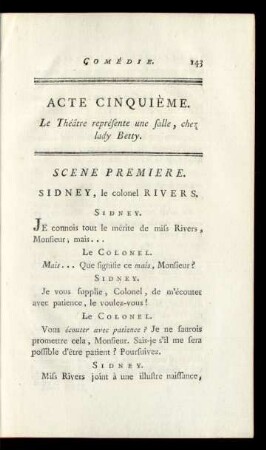 COMÉDIE. 143
ACTE CINQUIÈME.
Le Théâtre repréſente une ſalle, chez
lady Betty.
SCENE PREMIERE.
SIDNEY, le colonel RIVERS.
SIDNEY.
JE connois tout le mérite de miſs Rivers,
Monſieur, mais...
Le COLONEL.
Mais... Que ſignifie ce mais, Monſieur?
SIDNEY.
Je vous ſupplie, Colonel, de m'écouter
avec patience, le voulez-vous!
Le COLONEL.
Vous écouter avec patience? Je ne ſaurois
promettre cela, Monſieur. Sais-je s'il me ſera
poſſible d'être patient? Pourſuivez.
SIDNEY.
Miſs Rivers joint à une illuſtre naiſſance,